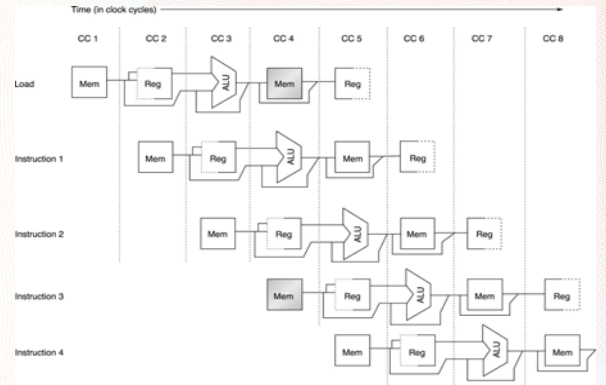 Time (in clock cycles)
CC 1 CC 2 CC 3 CC 4 CC 5 CC 6 CC 7 CC 8
Load Mem Reg ALU Mem Reg
Instruction 1 Mem Reg ALU Mem Reg
Instruction 2 Mem Reg ALU Mem Reg
Instruction 3 Mem Reg ALU Mem Reg
Instruction 4 Mem Reg ALU Mem